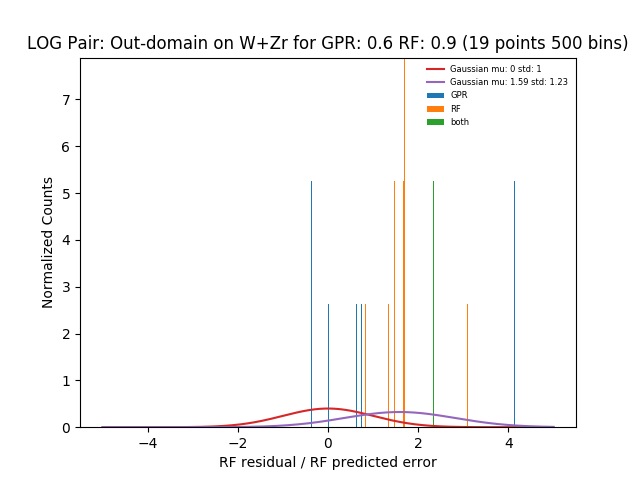 LOG Pair: Out-domain on W+Zr for GPR: 0.6 RF: 0.9 (19 points 500 bins)
Gaussian mu: 0 std: 1
Gaussian mu: 1.59 std: 1.23
GPR
RF
both
Normalized Counts
7
6
5
4
3
2
1
0
−4
−2
0
2
4
RF residual / RF predicted error